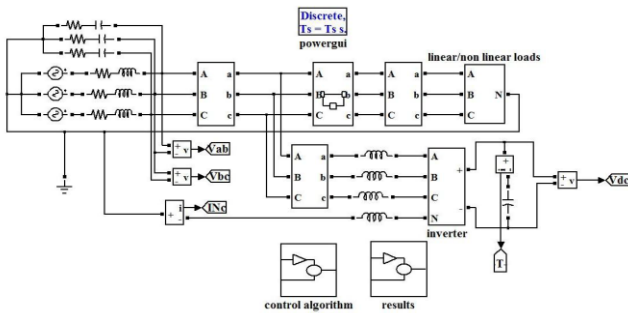 Discrete,
Ts = Ts s.
powergui
linear/non linear loads
A a A a A a A
B b B b B b B N
C c C c C c C
Vab
+ - v
Vbc
+ - v
A a A
B b B
C c C
N
+
-
+ i -
INc
inverter
+ - v
Vdc
T
control algorithm
results